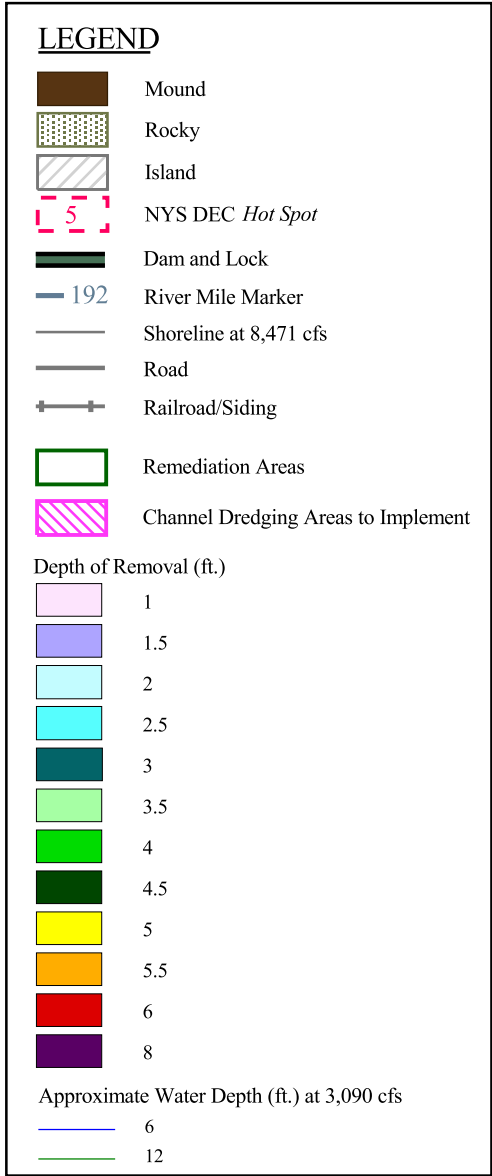 LEGEND
Mound
Rocky
Island
5 NYS DEC Hot Spot
Dam and Lock
192 River Mile Marker
Shoreline at 8,471 cfs
Road
Railroad/Siding
Remediation Areas
Channel Dredging Areas to Implement
Depth of Removal (ft.)
1
1.5
2
2.5
3
3.5
4
4.5
5
5.5
6
8
Approximate Water Depth (ft.) at 3,090 cfs
6
12